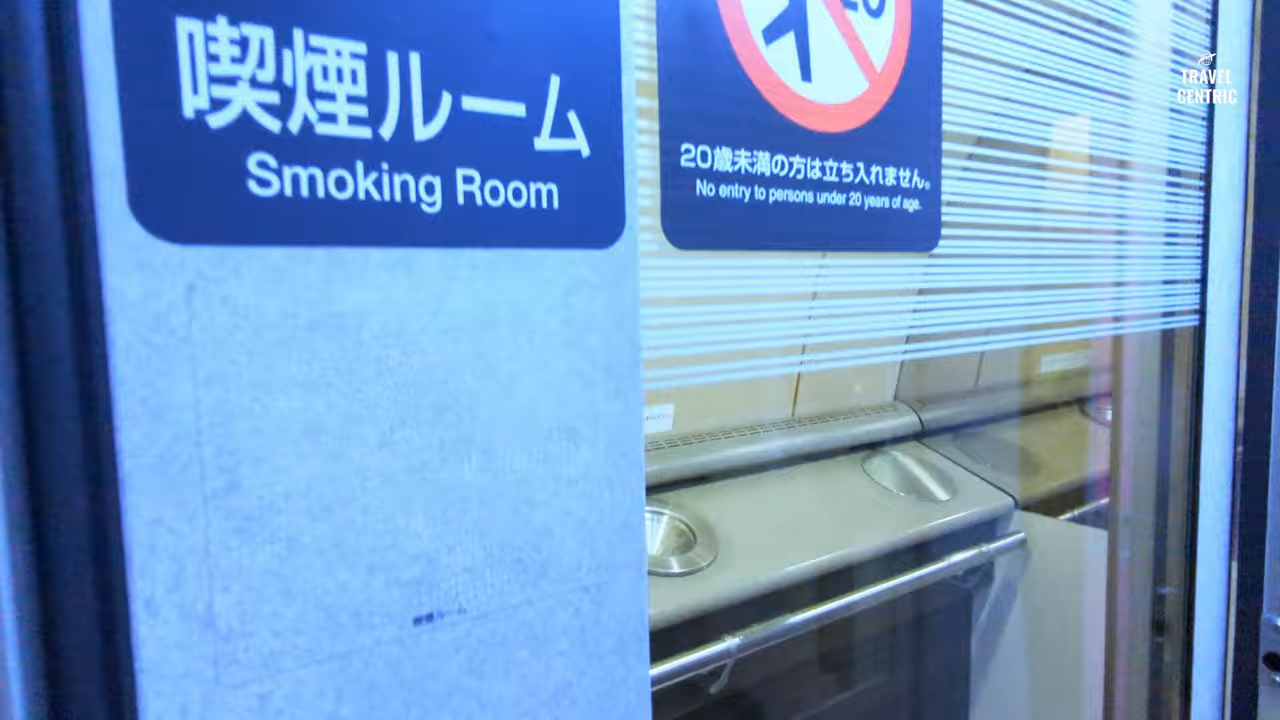 喫煙ルーム
Smoking Room
20歳未満の方は立ち入れません。
No entry to persons under 20 years of age.
TRAVEL
CENTRIC